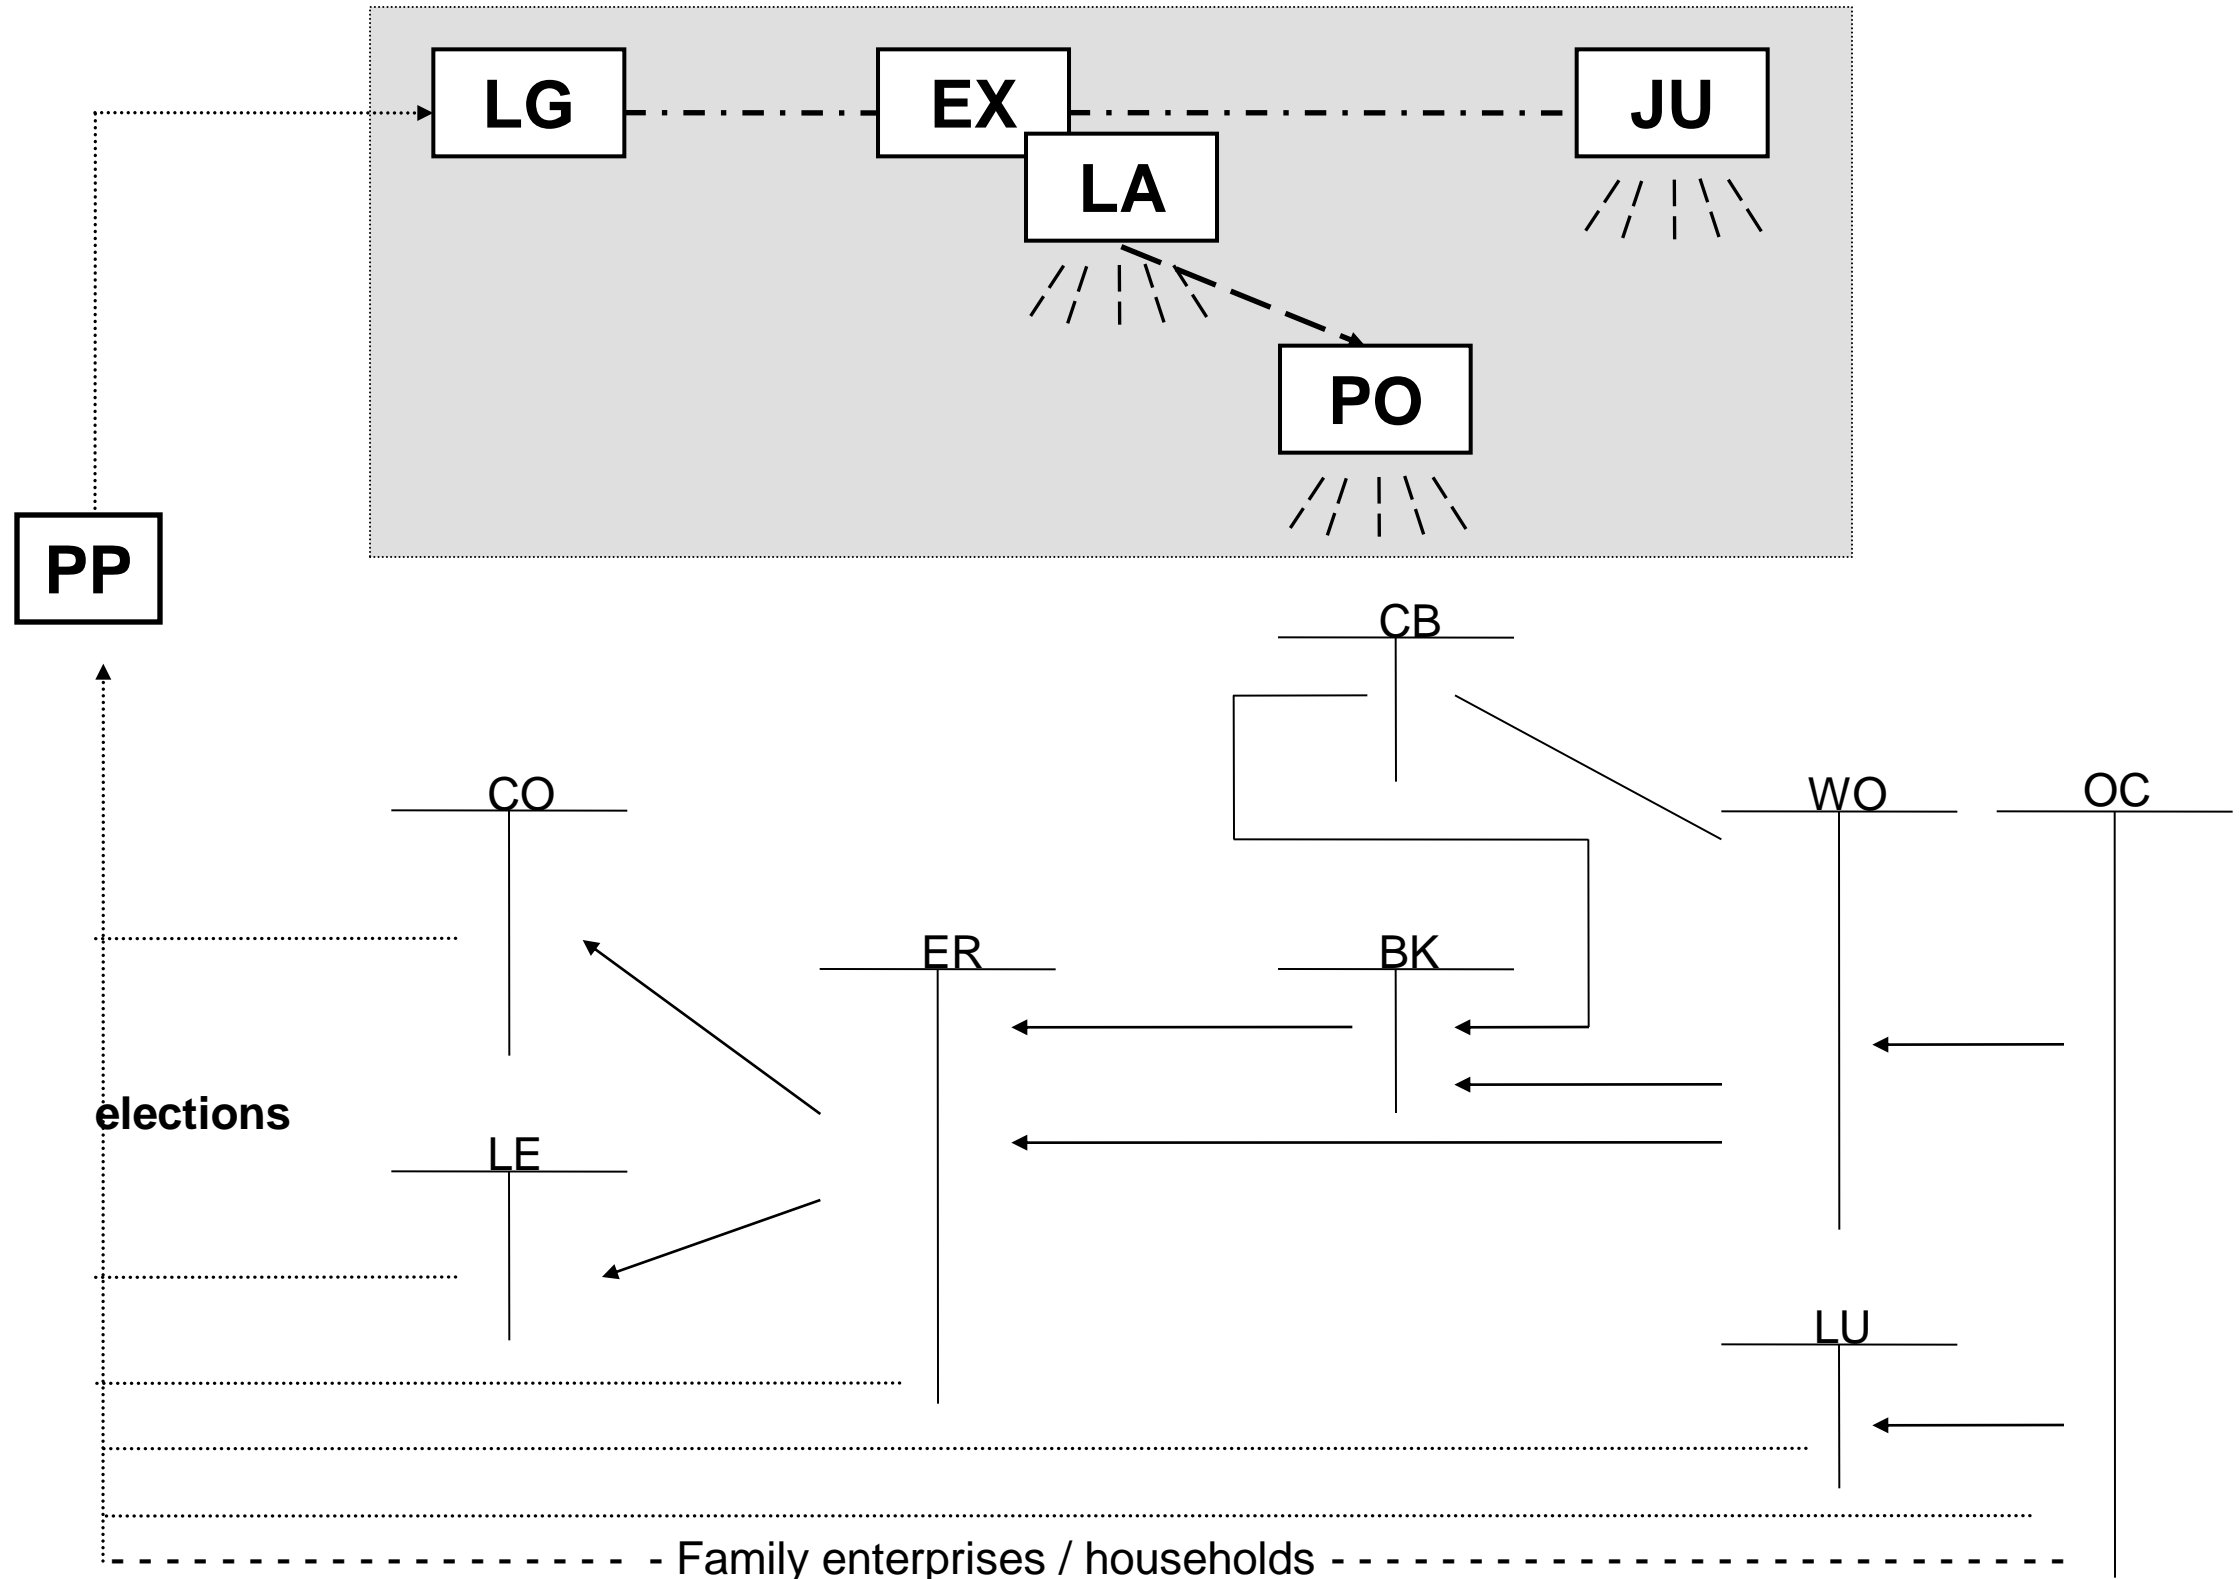 LG
EX
JU
LA
PO
PP
CB
CO
WO
OC
ER
BK
elections
LE
LU
Family enterprises / households